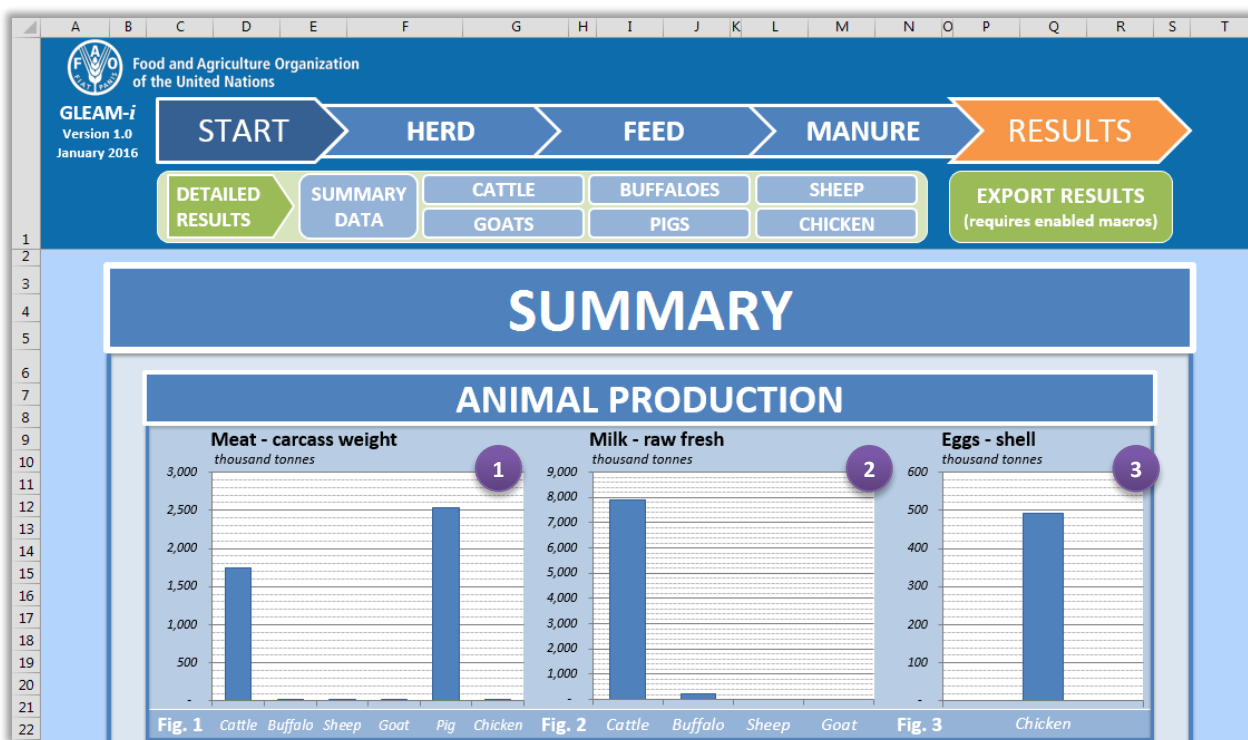 A B C D E F G H I J K L M N O P Q R S T
Food and Agriculture Organization
of the United Nations
F A O
FIAT PANIS
GLEAM-i
Version 1.0
January 2016
START HERD FEED MANURE RESULTS
DETAILED
RESULTS
SUMMARY
DATA
CATTLE BUFFALOES SHEEP
GOATS PIGS CHICKEN
EXPORT RESULTS
(requires enabled macros)
1
2
3
4
5
SUMMARY
6
7
8
ANIMAL PRODUCTION
9
10
11
12
13
14
15
16
17
18
19
20
21
22
Meat - carcass weight
thousand tonnes
1
3,000
2,500
2,000
1,500
1,000
500
-
Fig. 1 Cattle Buffalo Sheep Goat Pig Chicken
Milk - raw fresh
thousand tonnes
2
9,000
8,000
7,000
6,000
5,000
4,000
3,000
2,000
1,000
-
Fig. 2 Cattle Buffalo Sheep Goat
Eggs - shell
thousand tonnes
3
600
500
400
300
200
100
-
Fig. 3 Chicken